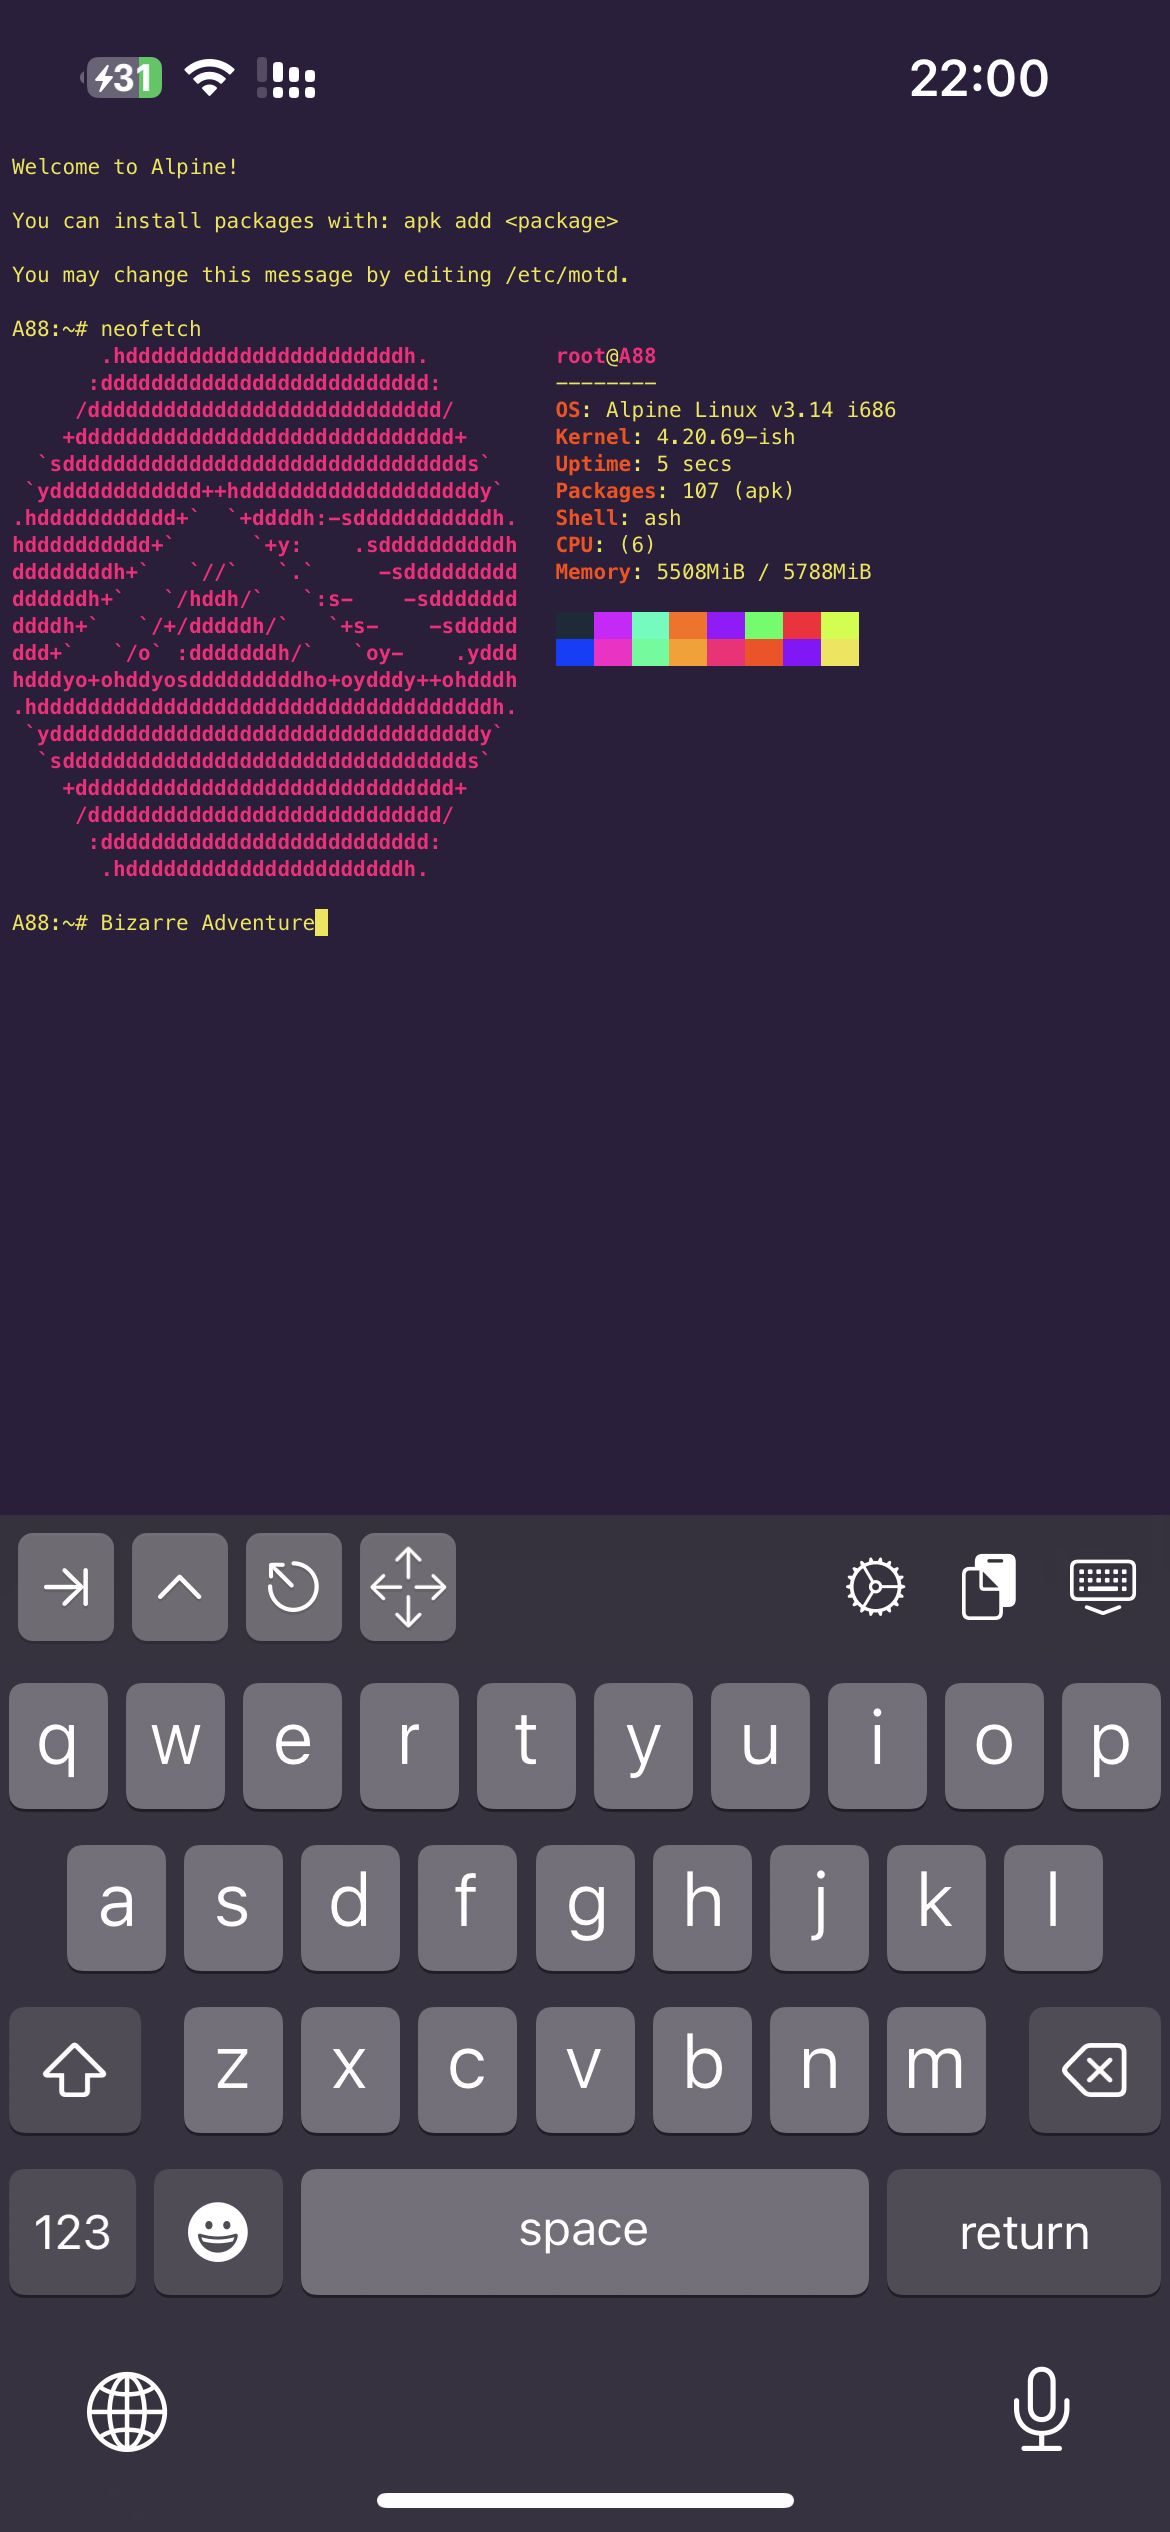 31
22:00
Welcome to Alpine!
You can install packages with: apk add <package>
You may change this message by editing /etc/motd.
A88:~# neofetch
.hddddddddddddddddddddddh.
root@A88
:dddddddddddddddddddddddddd:
--------
/dddddddddddddddddddddddddddd/
OS: Alpine Linux v3.14 i686
+dddddddddddddddddddddddddddddd+
Kernel: 4.20.69-ish
`sdddddddddddddddddddddddddddddddds`
Uptime: 5 secs
`ydddddddddddd++hdddddddddddddddddddy`
Packages: 107 (apk)
.hddddddddddd+`  `+ddddh:-sdddddddddddh.
Shell: ash
hdddddddddd+`      `+y:    .sddddddddddh
CPU: (6)
ddddddddh+`   `//`   `.`     -sddddddddd
Memory: 5508MiB / 5788MiB
ddddddh+`   `/hddh/`   `:s-    -sddddddd
ddddh+`   `/+/dddddh/`   `+s-    -sddddd
ddd+`   `/o` :dddddddh/`   `oy-    .yddd
hdddyo+ohddyosdddddddddho+oydddy++ohdddh
.hddddddddddddddddddddddddddddddddddddh.
`yddddddddddddddddddddddddddddddddddy`
`sdddddddddddddddddddddddddddddddds`
+dddddddddddddddddddddddddddddd+
/dddddddddddddddddddddddddddd/
:dddddddddddddddddddddddddd:
.hddddddddddddddddddddddh.
A88:~# Bizarre Adventure
q w e r t y u i o p
a s d f g h j k l
z x c v b n m
123 space return